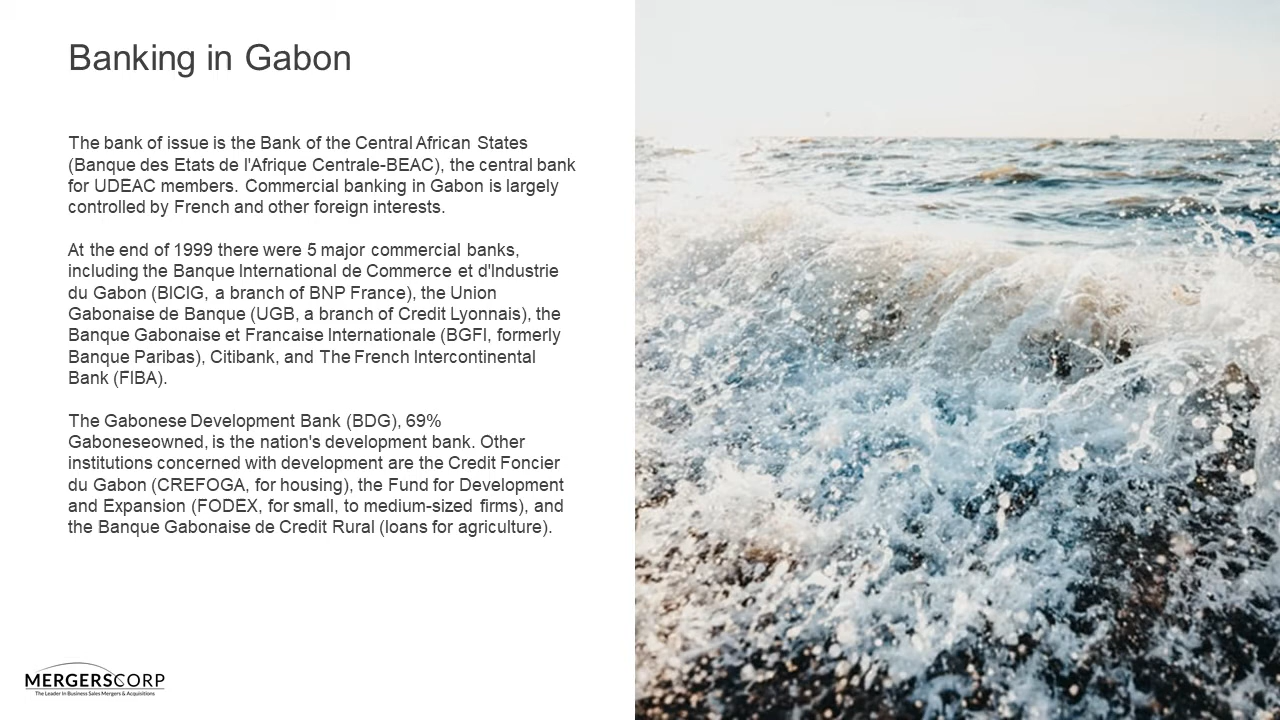 Banking in Gabon
The bank of issue is the Bank of the Central African States
(Banque des Etats de l'Afrique Centrale-BEAC), the central bank
for UDEAC members. Commercial banking in Gabon is largely
controlled by French and other foreign interests.
At the end of 1999 there were 5 major commercial banks,
including the Banque International de Commerce et d'Industrie
du Gabon (BICIG, a branch of BNP France), the Union
Gabonaise de Banque (UGB, a branch of Credit Lyonnais), the
Banque Gabonaise et Francaise Internationale (BGFI, formerly
Banque Paribas), Citibank, and The French Intercontinental
Bank (FIBA).
The Gabonese Development Bank (BDG), 69%
Gaboneseowned, is the nation's development bank. Other
institutions concerned with development are the Credit Foncier
du Gabon (CREFOGA, for housing), the Fund for Development
and Expansion (FODEX, for small, to medium-sized firms), and
the Banque Gabonaise de Credit Rural (loans for agriculture).
MERGERSCORP
The Leader In Business Sales Mergers & Acquisitions